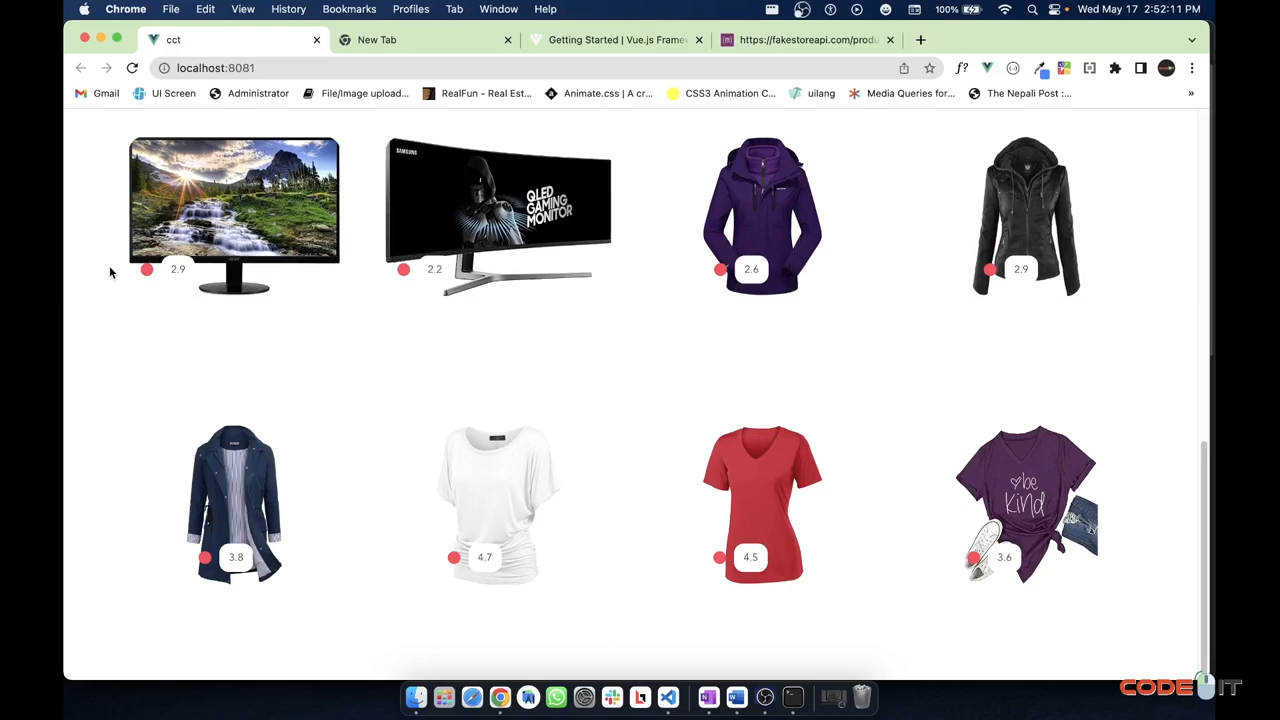 Chrome File Edit View History Bookmarks Profiles Tab Window Help 100% Wed May 17 2:52:11 PM
cct New Tab Getting Started | Vue.js Framew https://fakestoreapi.com/produ
localhost:8081
Gmail UI Screen Administrator File/Image upload... RealFun - Real Est... Animate.css | A cr... CSS3 Animation C... uilang Media Queries for... The Nepali Post :... »
SAMSUNG
QLED
GAMING
MONITOR
acer
2.9 2.2 2.6 2.9
be
kind
3.8 4.7 4.5 3.6
CODE IT